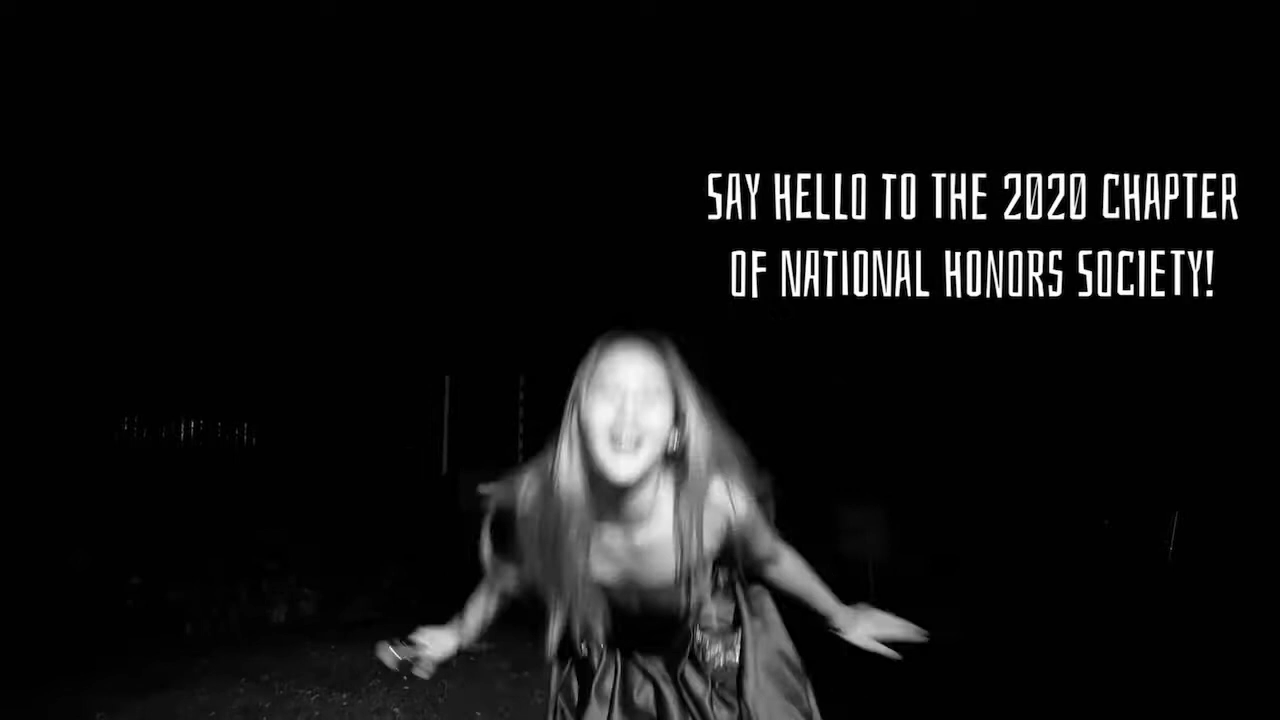 SAY HELLO TO THE 2020 CHAPTER
OF NATIONAL HONORS SOCIETY!